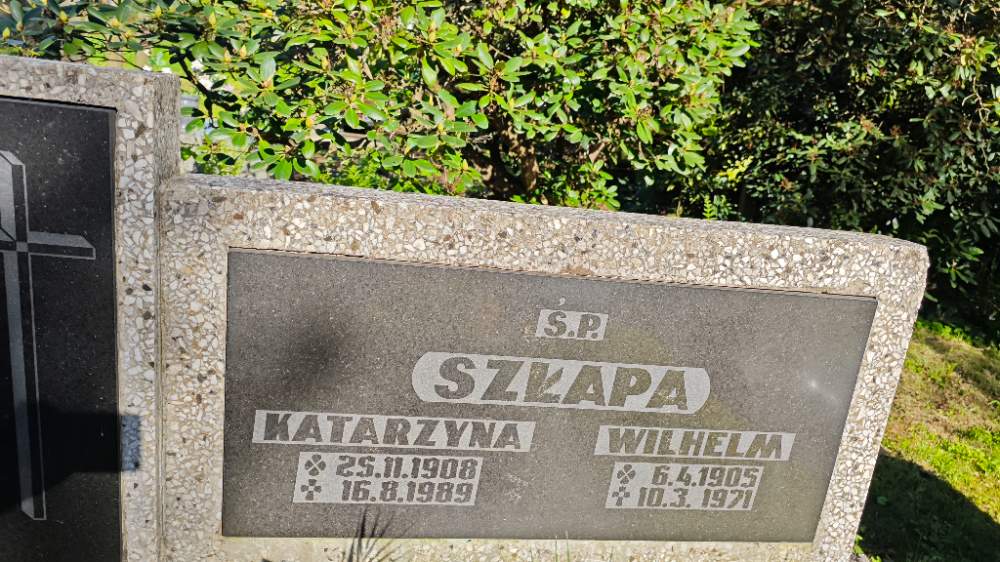 Ś.P.
SZŁAPA
KATARZYNA
25.11.1908
16.8.1989
WILHELM
6.4.1905
10.3.1971